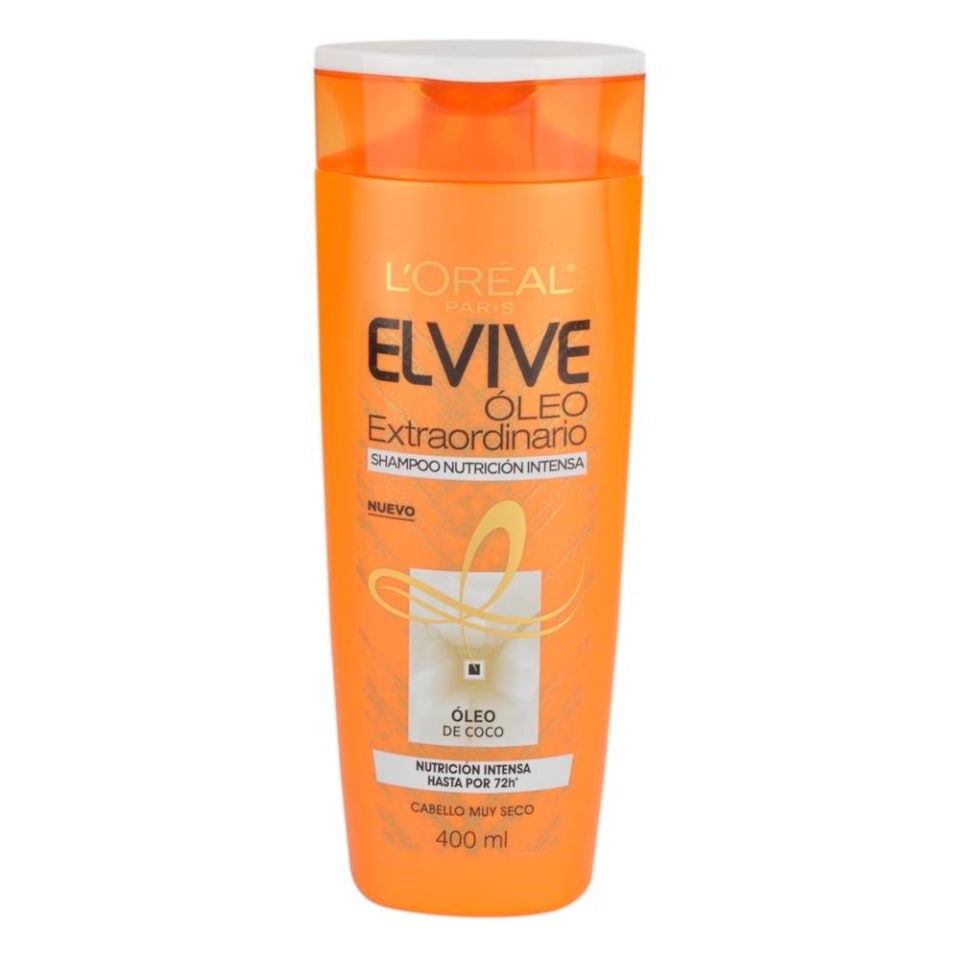 L'ORÉAL®
PARIS
ELVIVE
ÓLEO
Extraordinario
SHAMPOO NUTRICIÓN INTENSA
NUEVO
ÓLEO
DE COCO
NUTRICIÓN INTENSA
HASTA POR 72h*
CABELLO MUY SECO
400 ml